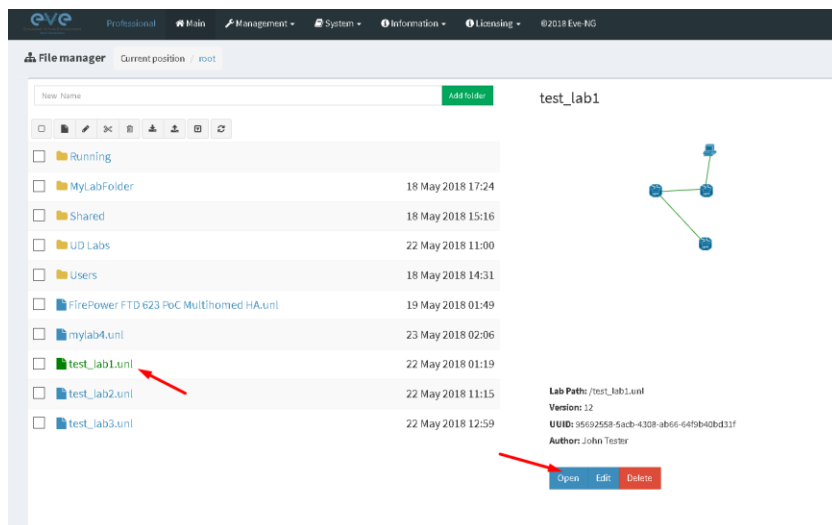 eve Professional Main Management System Information Licensing ©2018 Eve-NG
File manager Current position / root
New Name Add folder
test_lab1
Running
MyLabFolder 18 May 2018 17:24
Shared 18 May 2018 15:16
UD Labs 22 May 2018 11:00
Users 18 May 2018 14:31
FirePower FTD 623 PoC Multihomed HA.unl 19 May 2018 01:49
mylab4.unl 23 May 2018 02:06
test_lab1.unl 22 May 2018 01:19
test_lab2.unl 22 May 2018 11:15
test_lab3.unl 22 May 2018 12:59
Lab Path: /test_lab1.unl
Version: 12
UUID: 95692558-5acb-4308-ab66-64f9b40bd31f
Author: John Tester
Open Edit Delete